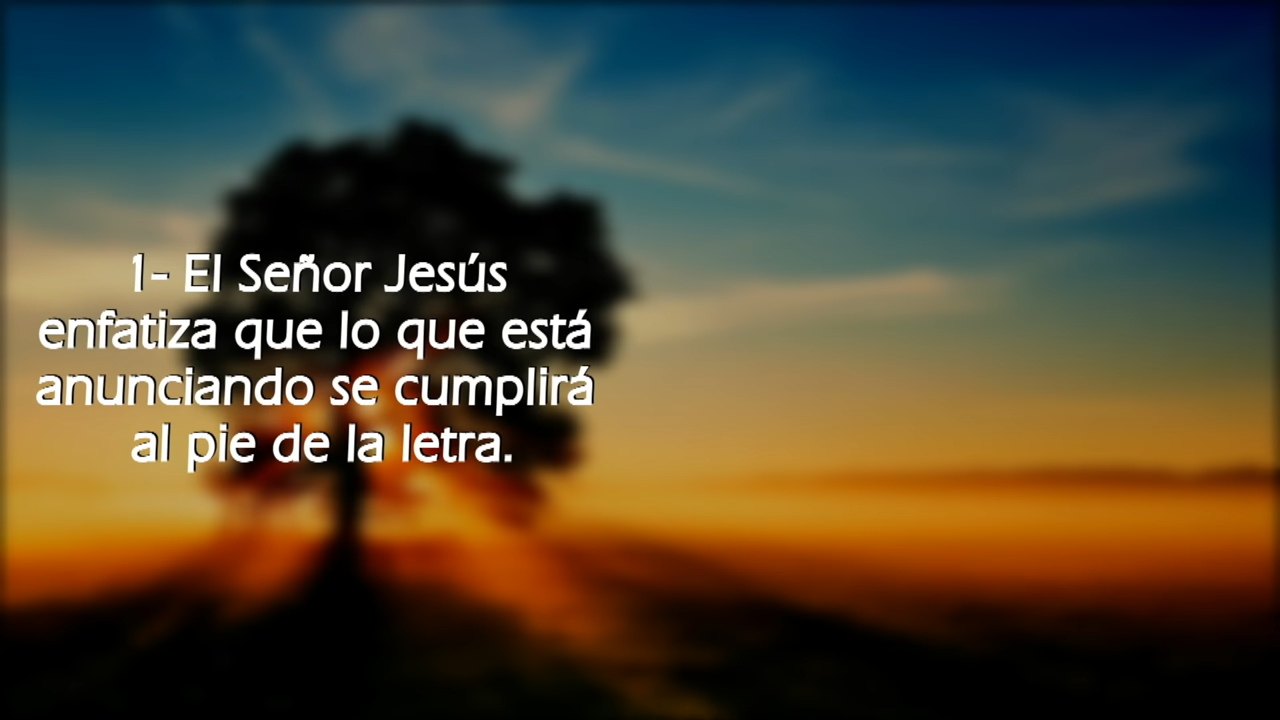 1- El Señor Jesús
enfatiza que lo que está
anunciando se cumplirá
al pie de la letra.